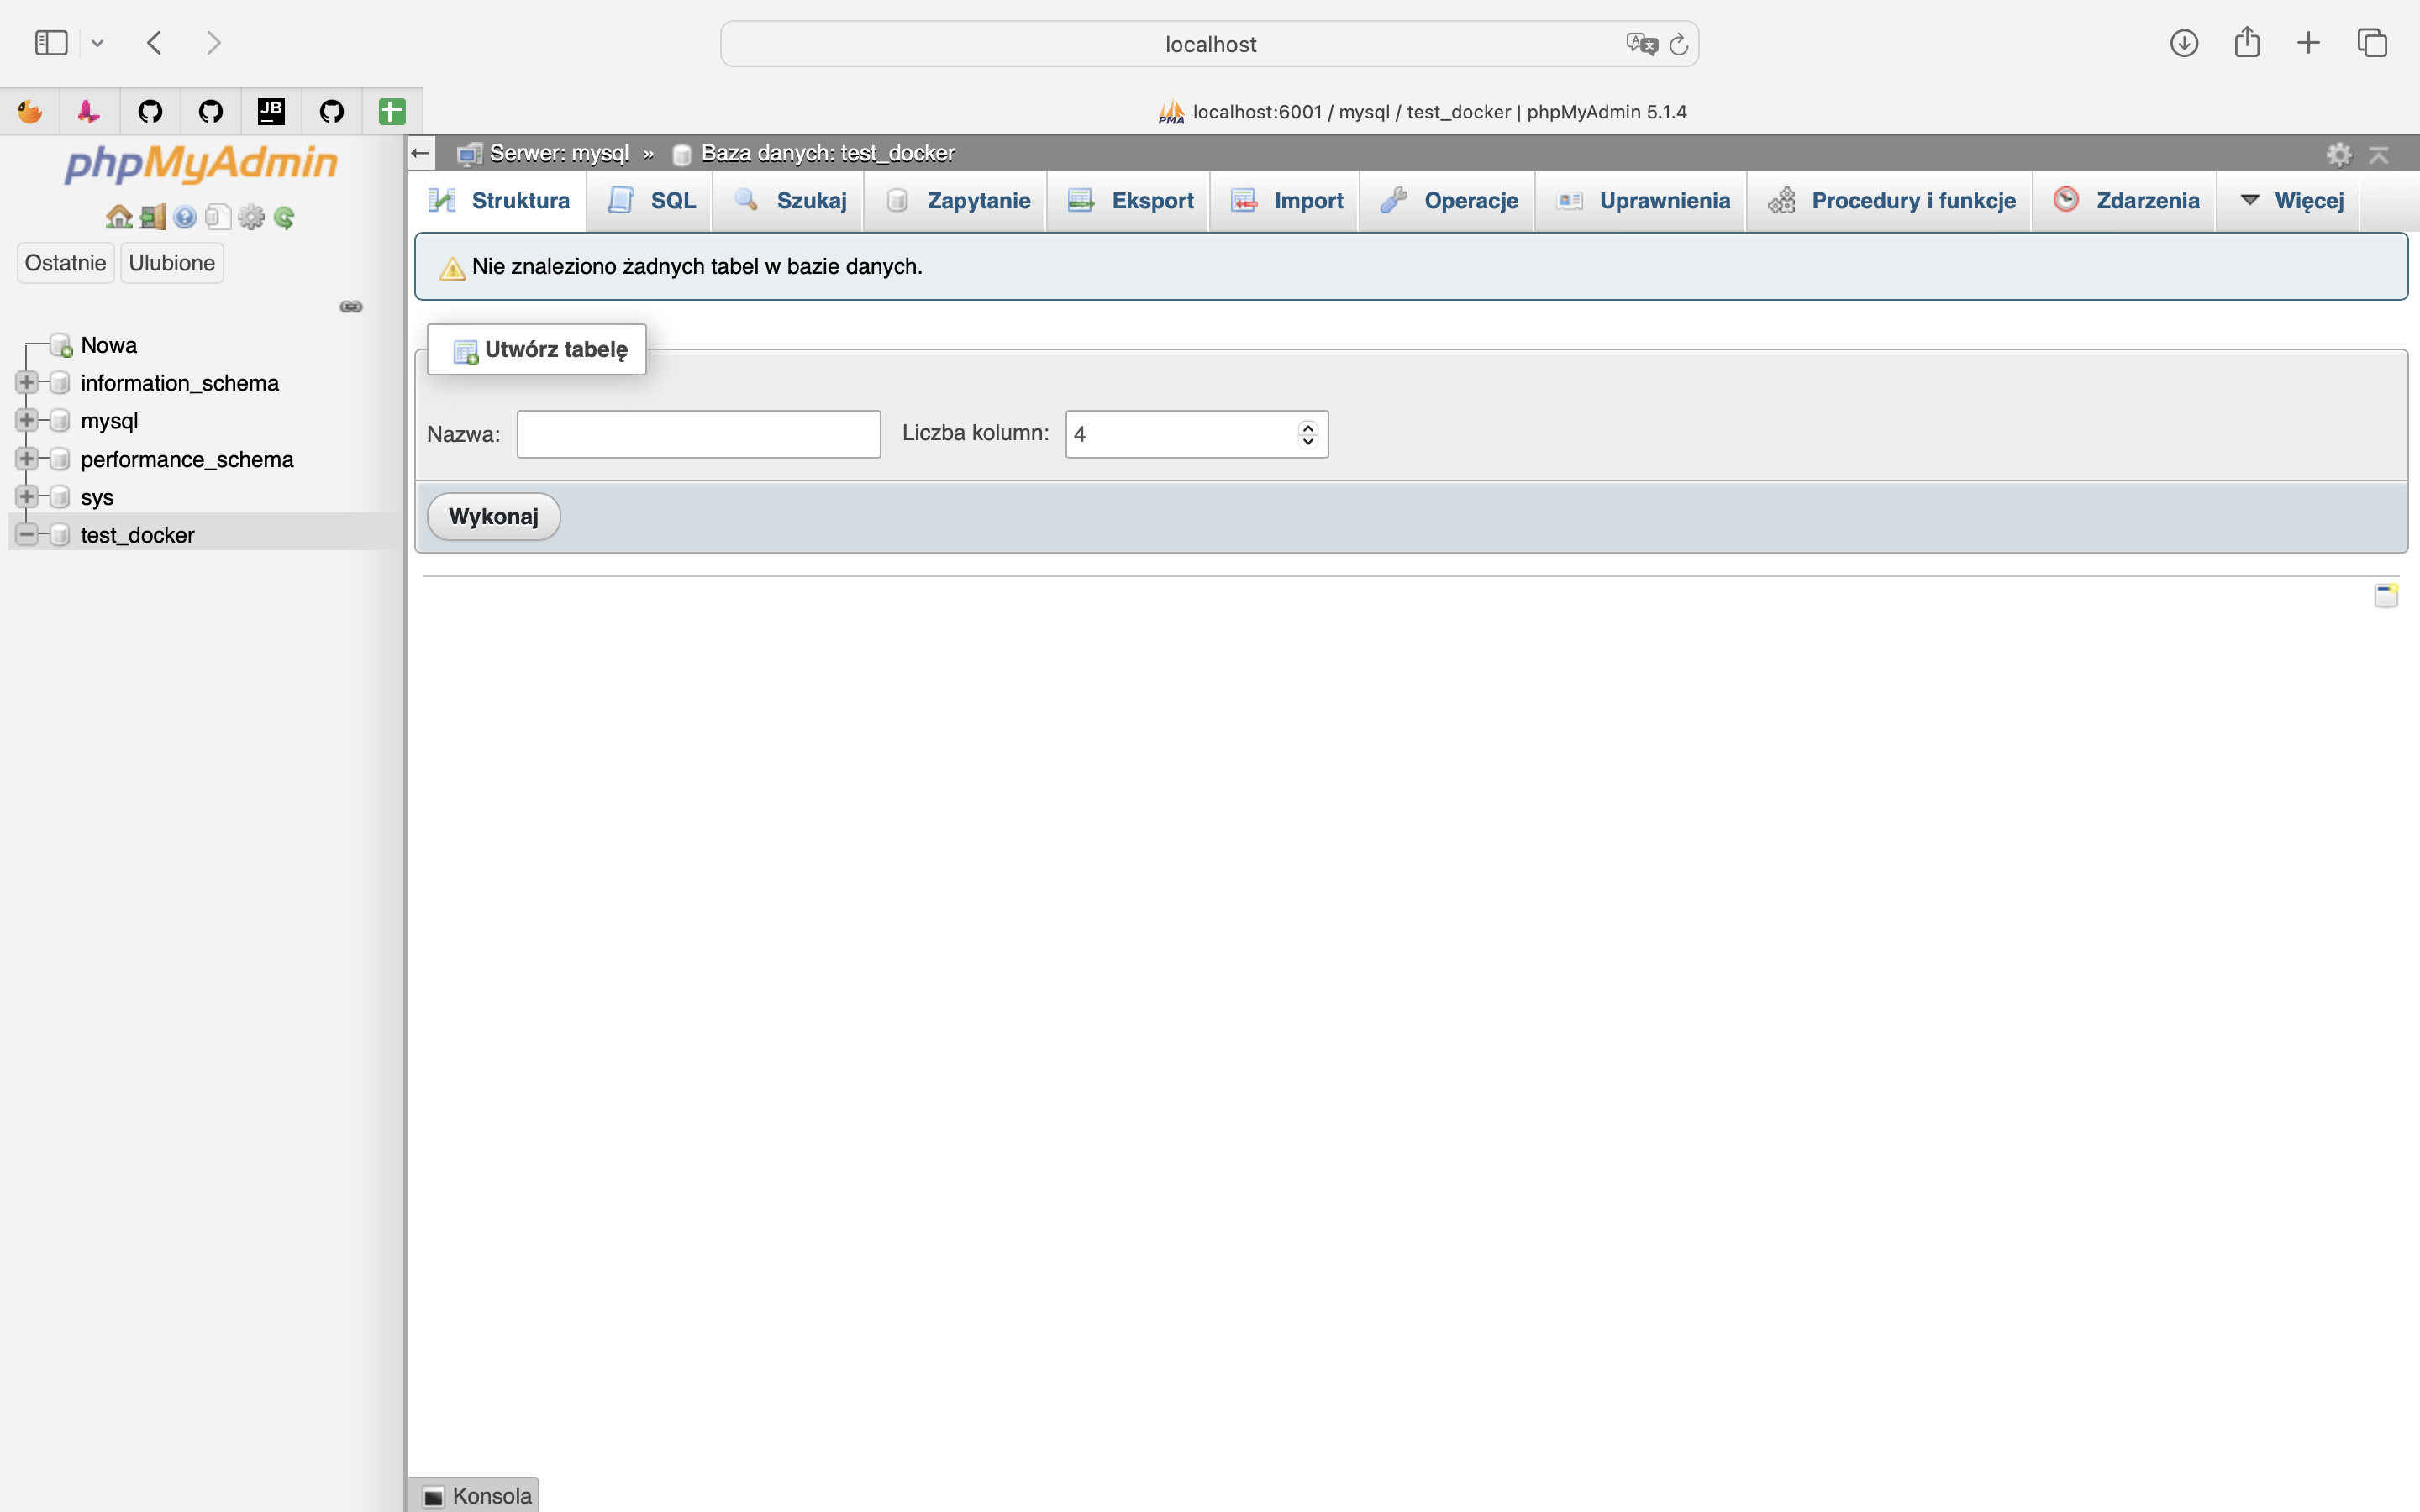 localhost
JB
PMA localhost:6001 / mysql / test_docker | phpMyAdmin 5.1.4
phpMyAdmin
Ostatnie Ulubione
Nowa
information_schema
mysql
performance_schema
sys
test_docker
Serwer: mysql » Baza danych: test_docker
Struktura SQL Szukaj Zapytanie Eksport Import Operacje Uprawnienia Procedury i funkcje Zdarzenia Więcej
Nie znaleziono żadnych tabel w bazie danych.
Utwórz tabelę
Nazwa: Liczba kolumn: 4
Wykonaj
Konsola